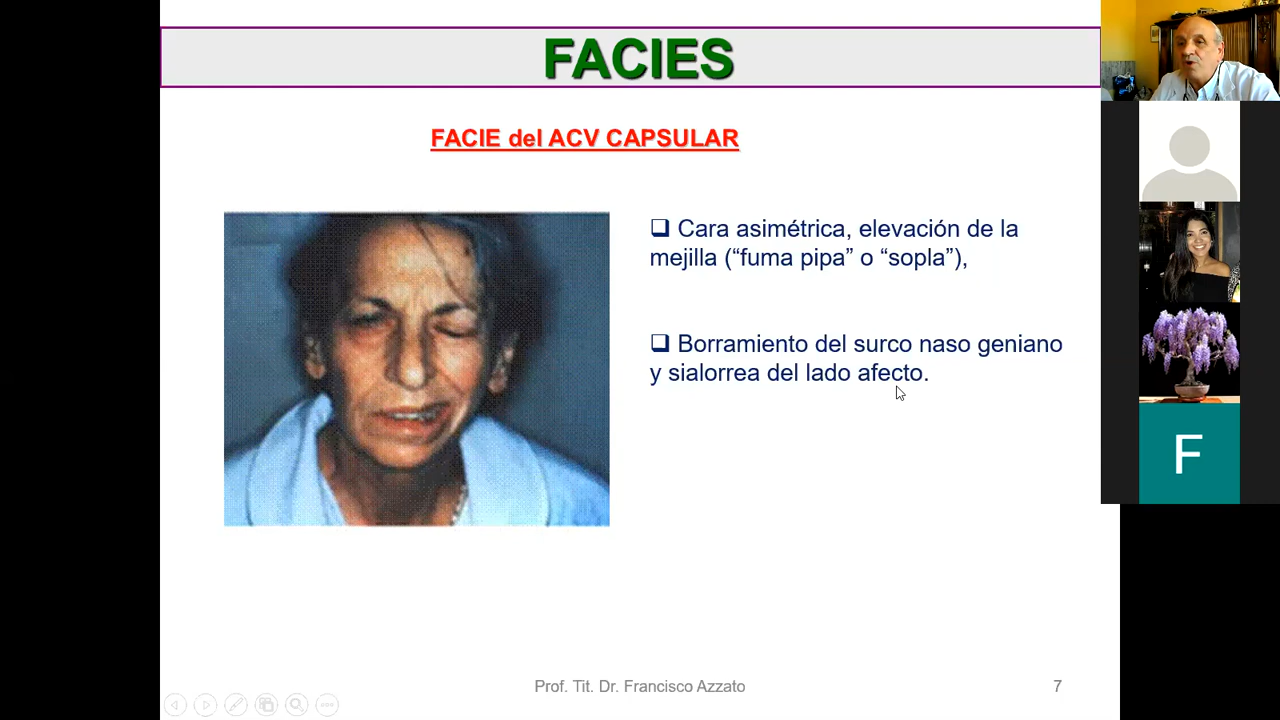 FACIES
FACIE del ACV CAPSULAR
❑ Cara asimétrica, elevación de la
mejilla (“fuma pipa” o “sopla”),
❑ Borramiento del surco naso geniano
y sialorrea del lado afecto.
Prof. Tit. Dr. Francisco Azzato
7
F